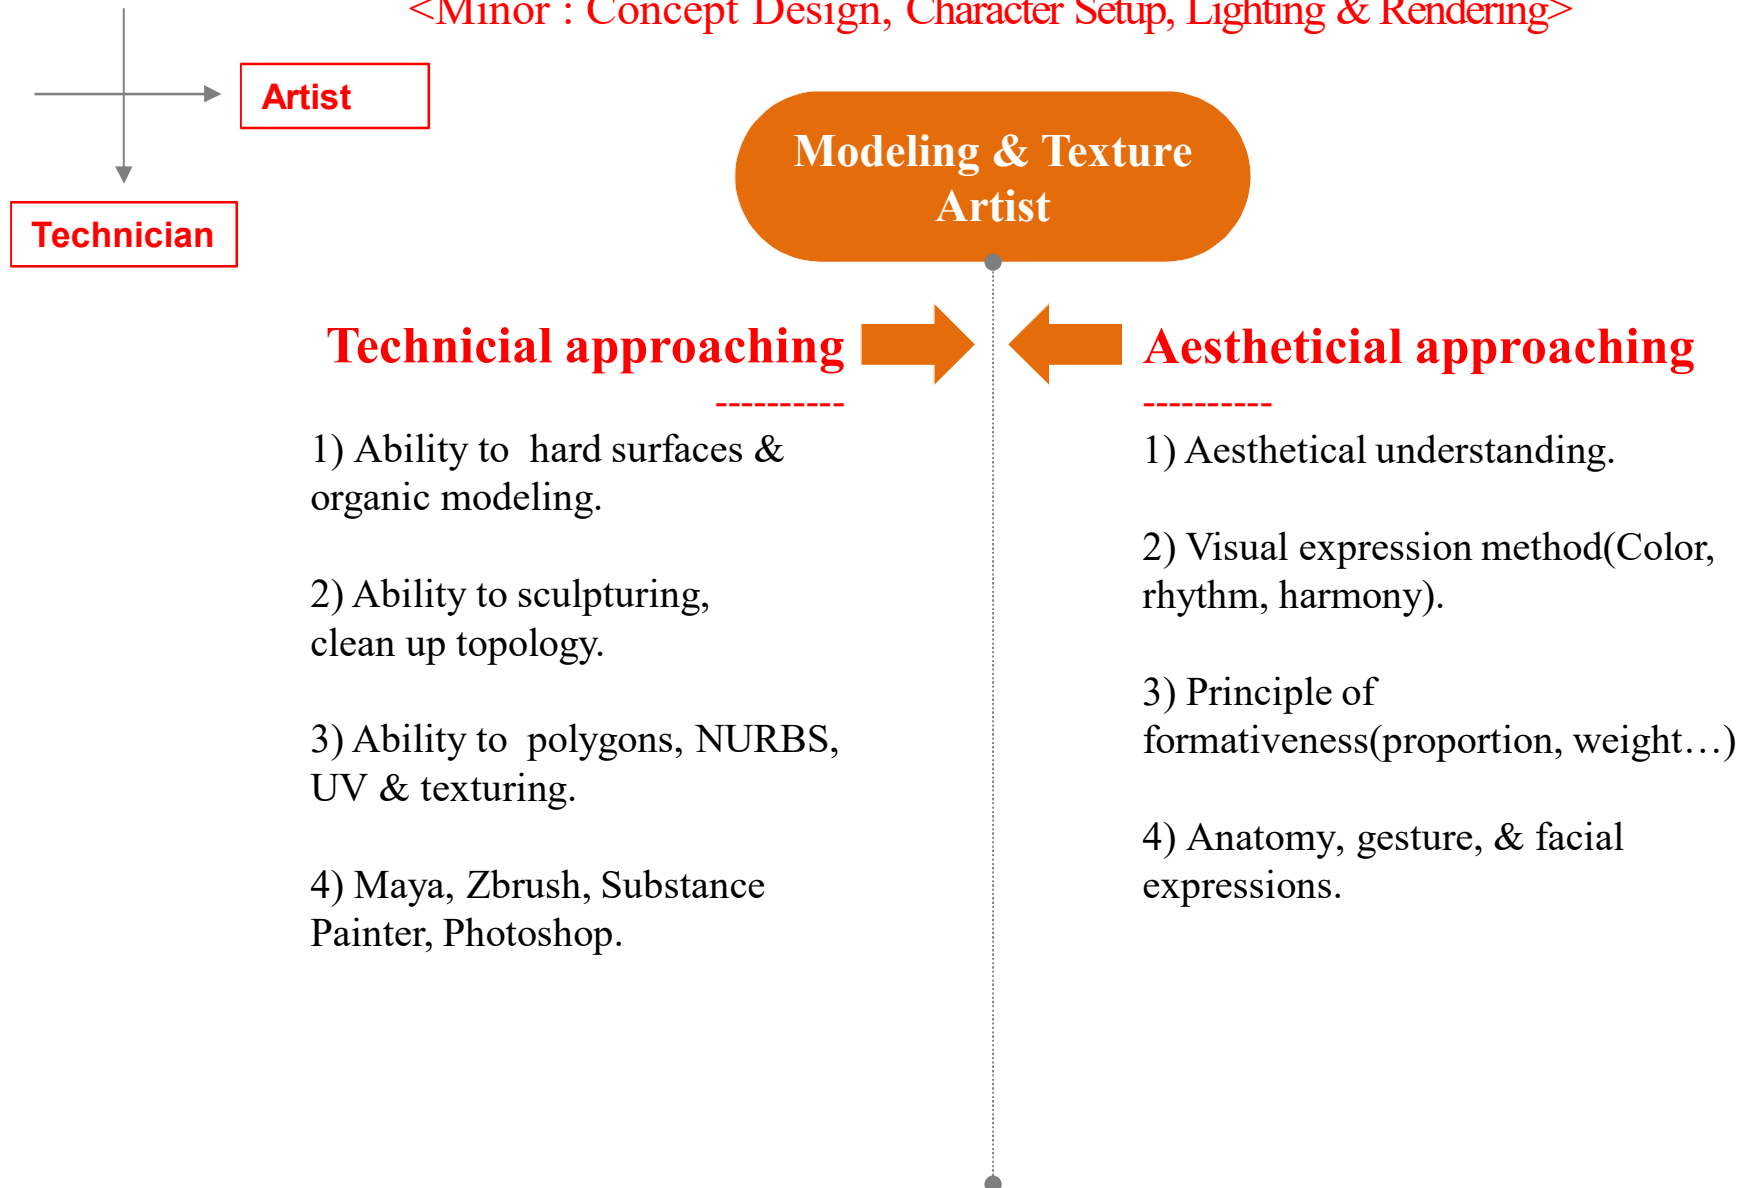 <Minor : Concept Design, Character Setup, Lighting & Rendering>
Artist
Technician
Modeling & Texture
Artist
Technicial approaching
----------
1) Ability to  hard surfaces &
organic modeling.
2) Ability to sculpturing,
clean up topology.
3) Ability to  polygons, NURBS,
UV & texturing.
4) Maya, Zbrush, Substance
Painter, Photoshop.
Aestheticial approaching
----------
1) Aesthetical understanding.
2) Visual expression method(Color,
rhythm, harmony).
3) Principle of
formativeness(proportion, weight…)
4) Anatomy, gesture, & facial
expressions.